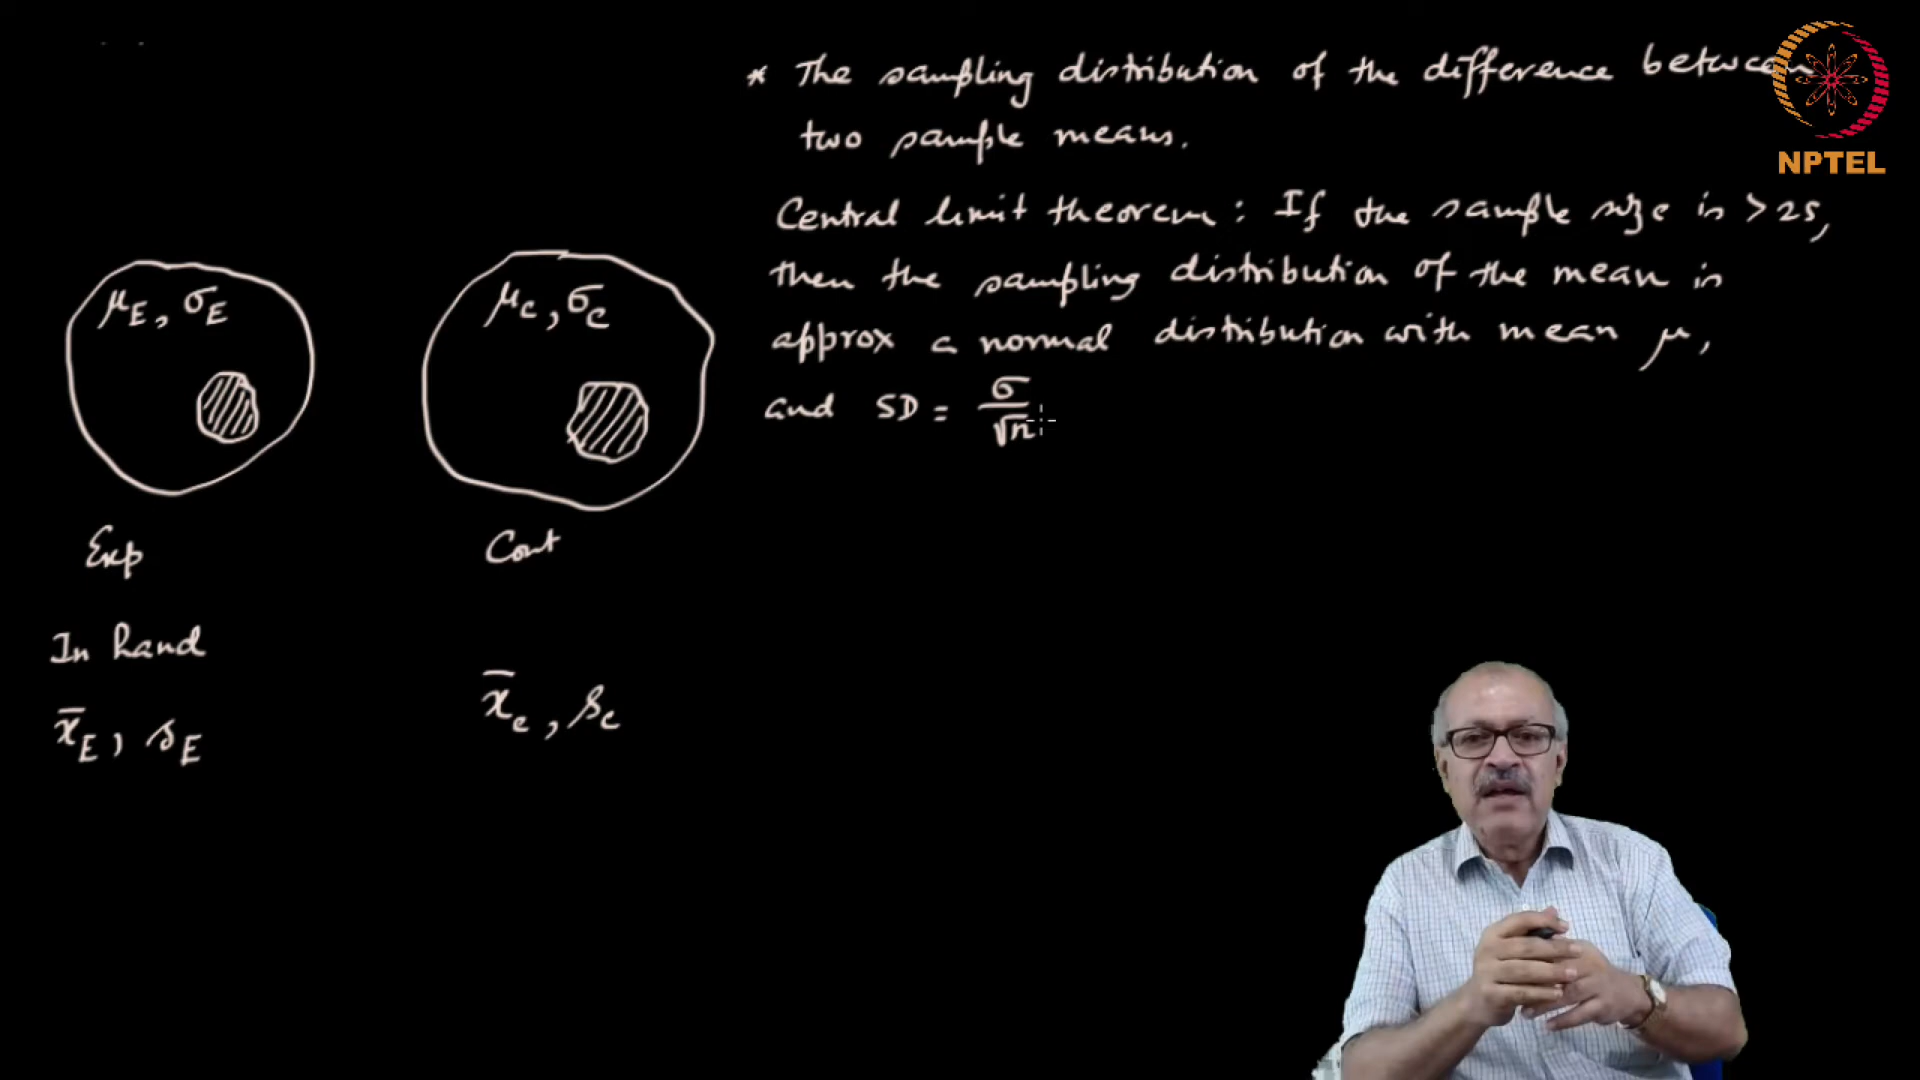 * The sampling distribution of the difference between
two sample means.
NPTEL
Central limit theorem: If the sample size is > 25,
then the sampling distribution of the mean is
approx a normal distribution with mean μ,
and SD = σ/√n
μE, σE
μC, σC
Exp
Cont
In hand
x̄E, sE
x̄c, sc